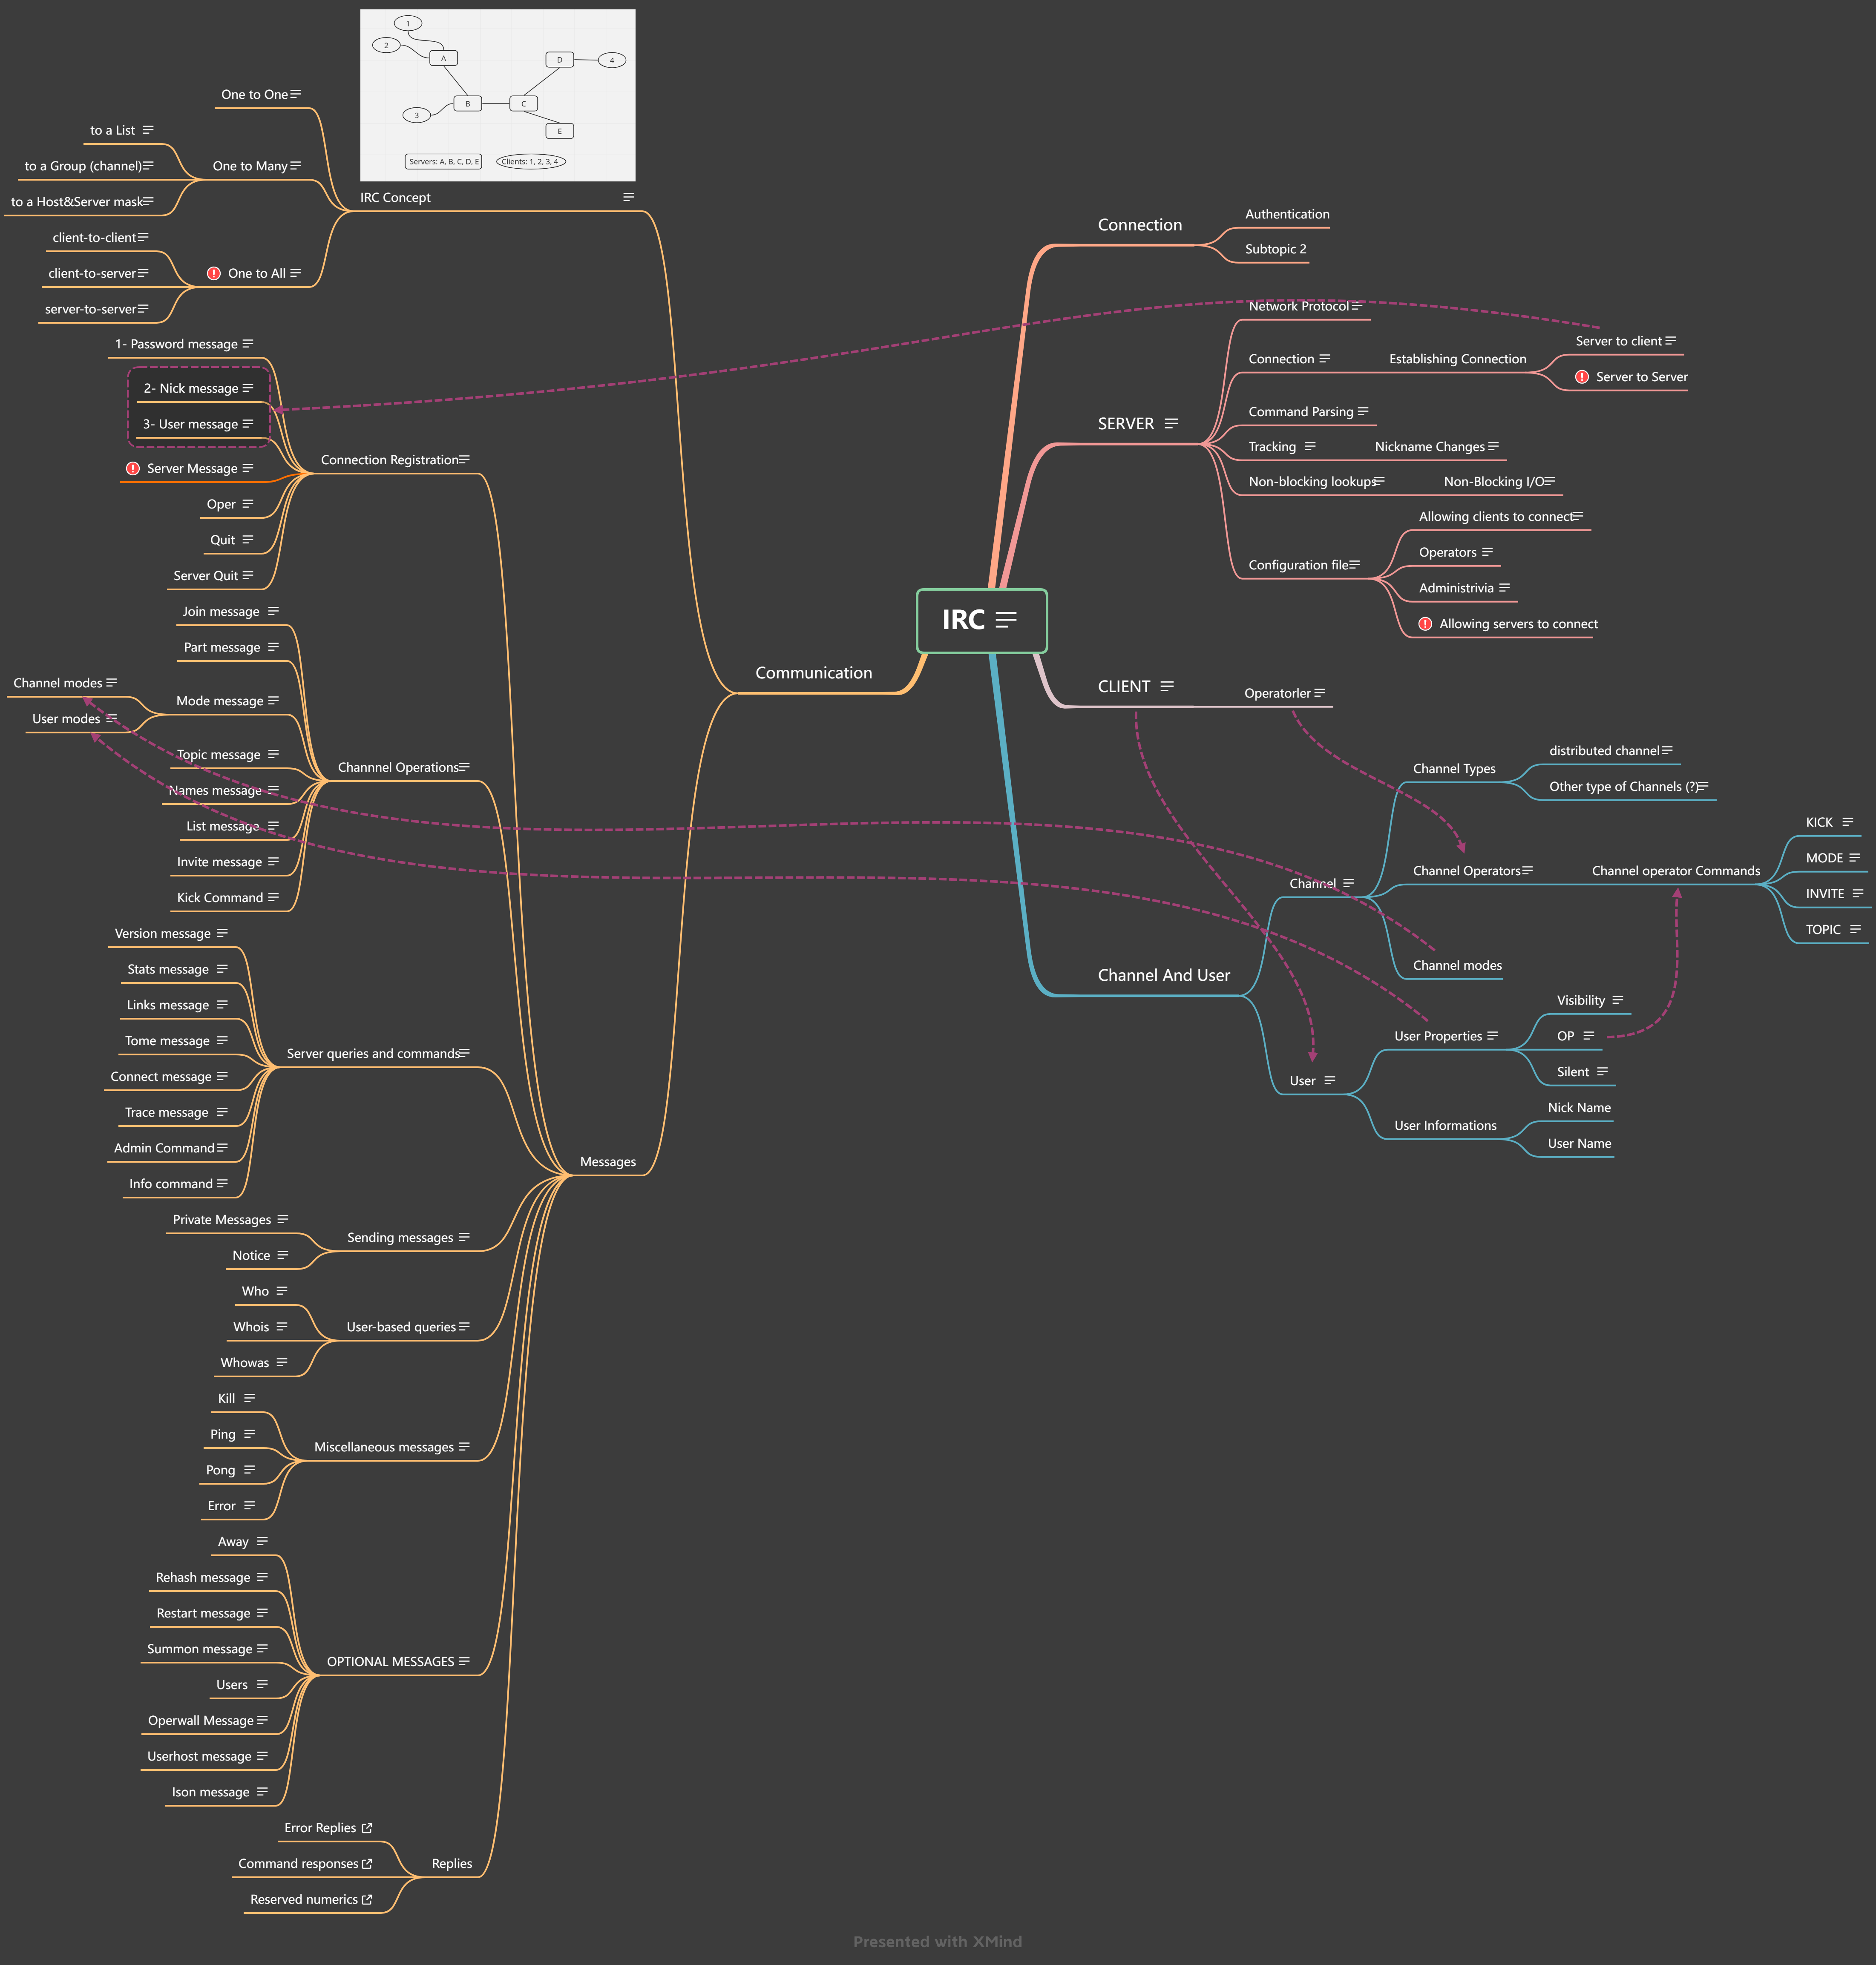 1
2
A
D
4
B
C
3
E
Servers: A, B, C, D, E
Clients: 1, 2, 3, 4
IRC Concept
One to One
One to Many
to a List
to a Group (channel)
to a Host&Server mask
One to All
client-to-client
client-to-server
server-to-server
Communication
Messages
Connection Registration
1- Password message
2- Nick message
3- User message
Server Message
Oper
Quit
Server Quit
Channnel Operations
Join message
Part message
Mode message
Channel modes
User modes
Topic message
Names message
List message
Invite message
Kick Command
Server queries and commands
Version message
Stats message
Links message
Tome message
Connect message
Trace message
Admin Command
Info command
Sending messages
Private Messages
Notice
User-based queries
Who
Whois
Whowas
Miscellaneous messages
Kill
Ping
Pong
Error
OPTIONAL MESSAGES
Away
Rehash message
Restart message
Summon message
Users
Operwall Message
Userhost message
Ison message
Replies
Error Replies
Command responses
Reserved numerics
IRC
Connection
Authentication
Subtopic 2
SERVER
Network Protocol
Connection
Establishing Connection
Server to client
Server to Server
Command Parsing
Tracking
Nickname Changes
Non-blocking lookups
Non-Blocking I/O
Configuration file
Allowing clients to connect
Operators
Administrivia
Allowing servers to connect
CLIENT
Operatorler
Channel And User
Channel
Channel Types
distributed channel
Other type of Channels (?)
Channel Operators
Channel operator Commands
KICK
MODE
INVITE
TOPIC
Channel modes
User
User Properties
Visibility
OP
Silent
User Informations
Nick Name
User Name
Presented with XMind